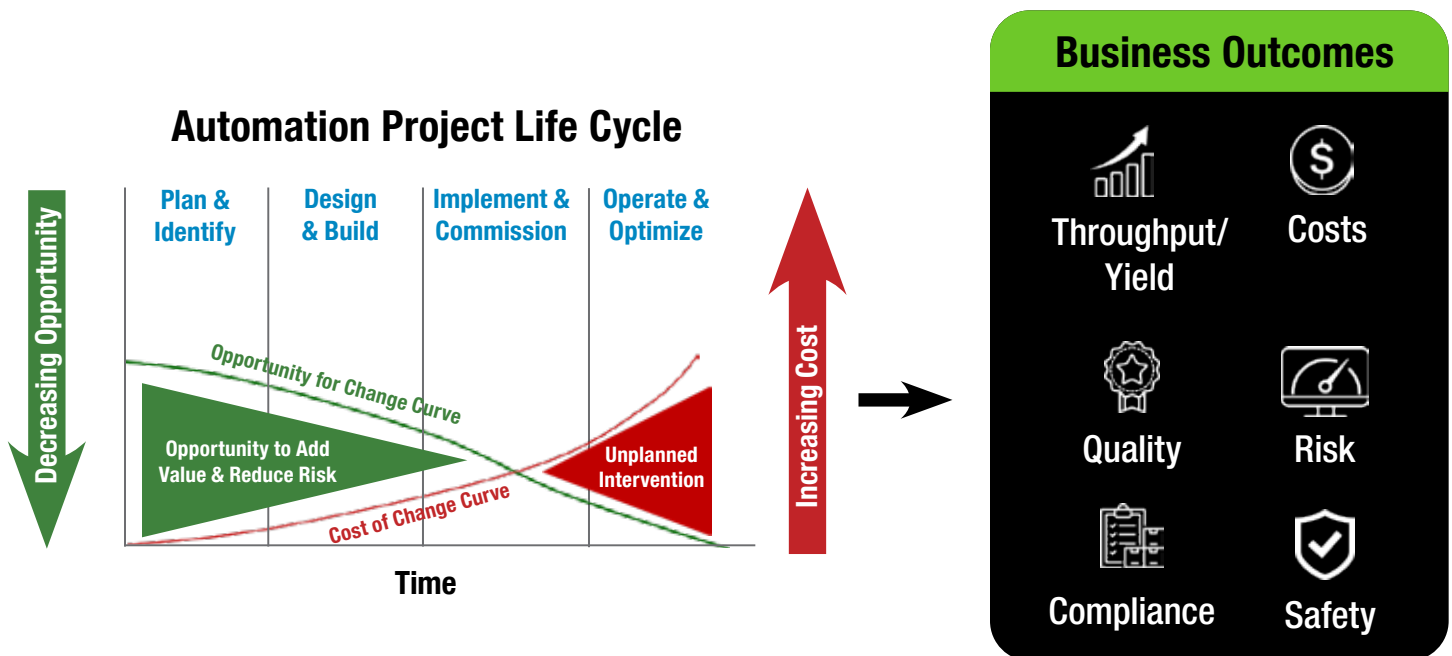 Automation Project Life Cycle
Decreasing Opportunity
Plan &
Identify
Design
& Build
Implement &
Commission
Operate &
Optimize
Opportunity for Change Curve
Opportunity to Add
Value & Reduce Risk
Cost of Change Curve
Unplanned
Intervention
Time
Increasing Cost
Business Outcomes
$
Throughput/
Yield
Costs
Quality
Risk
Compliance
Safety